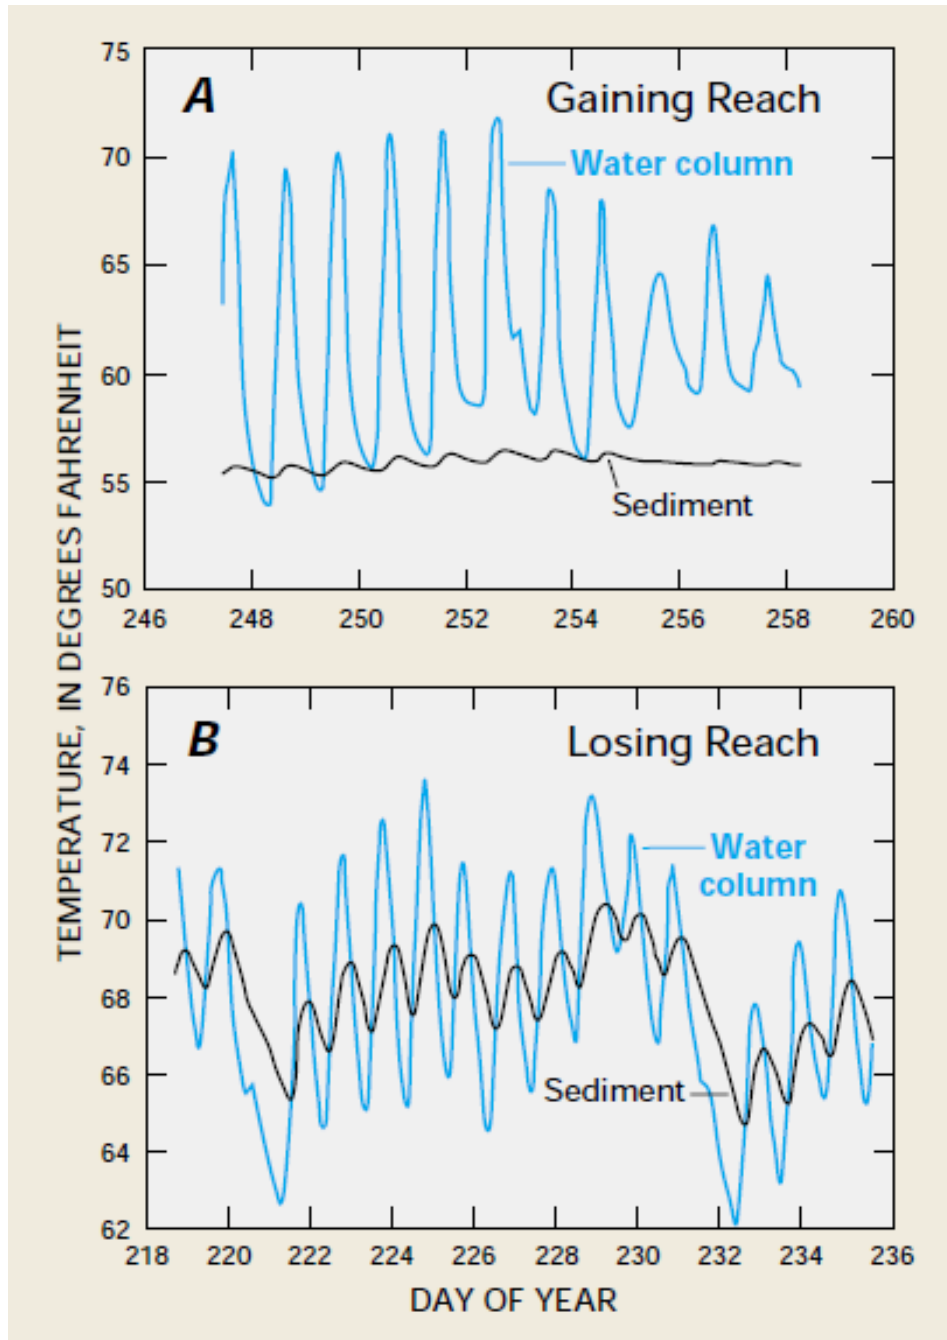 TEMPERATURE, IN DEGREES FAHRENHEIT
A
Gaining Reach
Water column
Sediment
75
70
65
60
55
50
246 248 250 252 254 256 258 260
B
Losing Reach
Water
column
Sediment
76
74
72
70
68
66
64
62
218 220 222 224 226 228 230 232 234 236
DAY OF YEAR